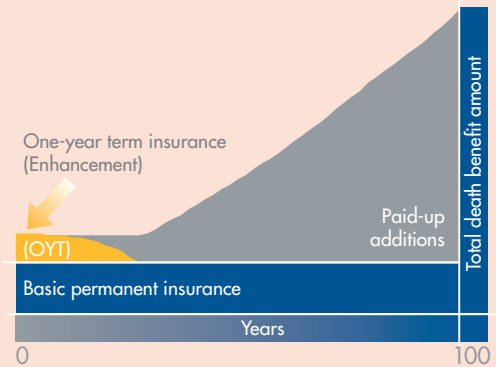 One-year term insurance
(Enhancement)
(OYT)
Paid-up
additions
Total death benefit amount
Basic permanent insurance
Years
0
100